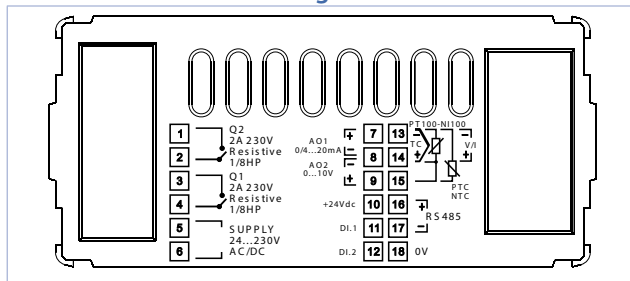 1
2
3
4
5
6
Q2
2A 230V
Resistive
1/8HP
Q1
2A 230V
Resistive
1/8HP
SUPPLY
24...230V
AC/DC
AO1
0/4...20mA
AO2
0...10V
+24Vdc
DI.1
DI.2
+
-
-
+
7 13
8 14
9 15
10 16
11 17
12 18
PT100-NI100
-
TC
+
-
V/I
+
PTC
NTC
+
RS485
-
0V